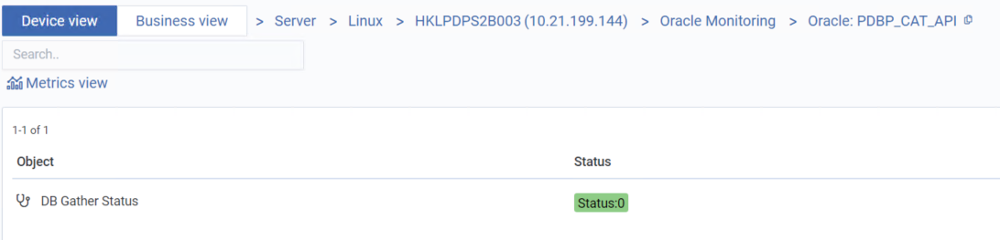 Device view Business view > Server > Linux > HKLPDPS2B003 (10.21.199.144) > Oracle Monitoring > Oracle: PDBP_CAT_API
Search..
Metrics view
1-1 of 1
Object Status
DB Gather Status Status:0